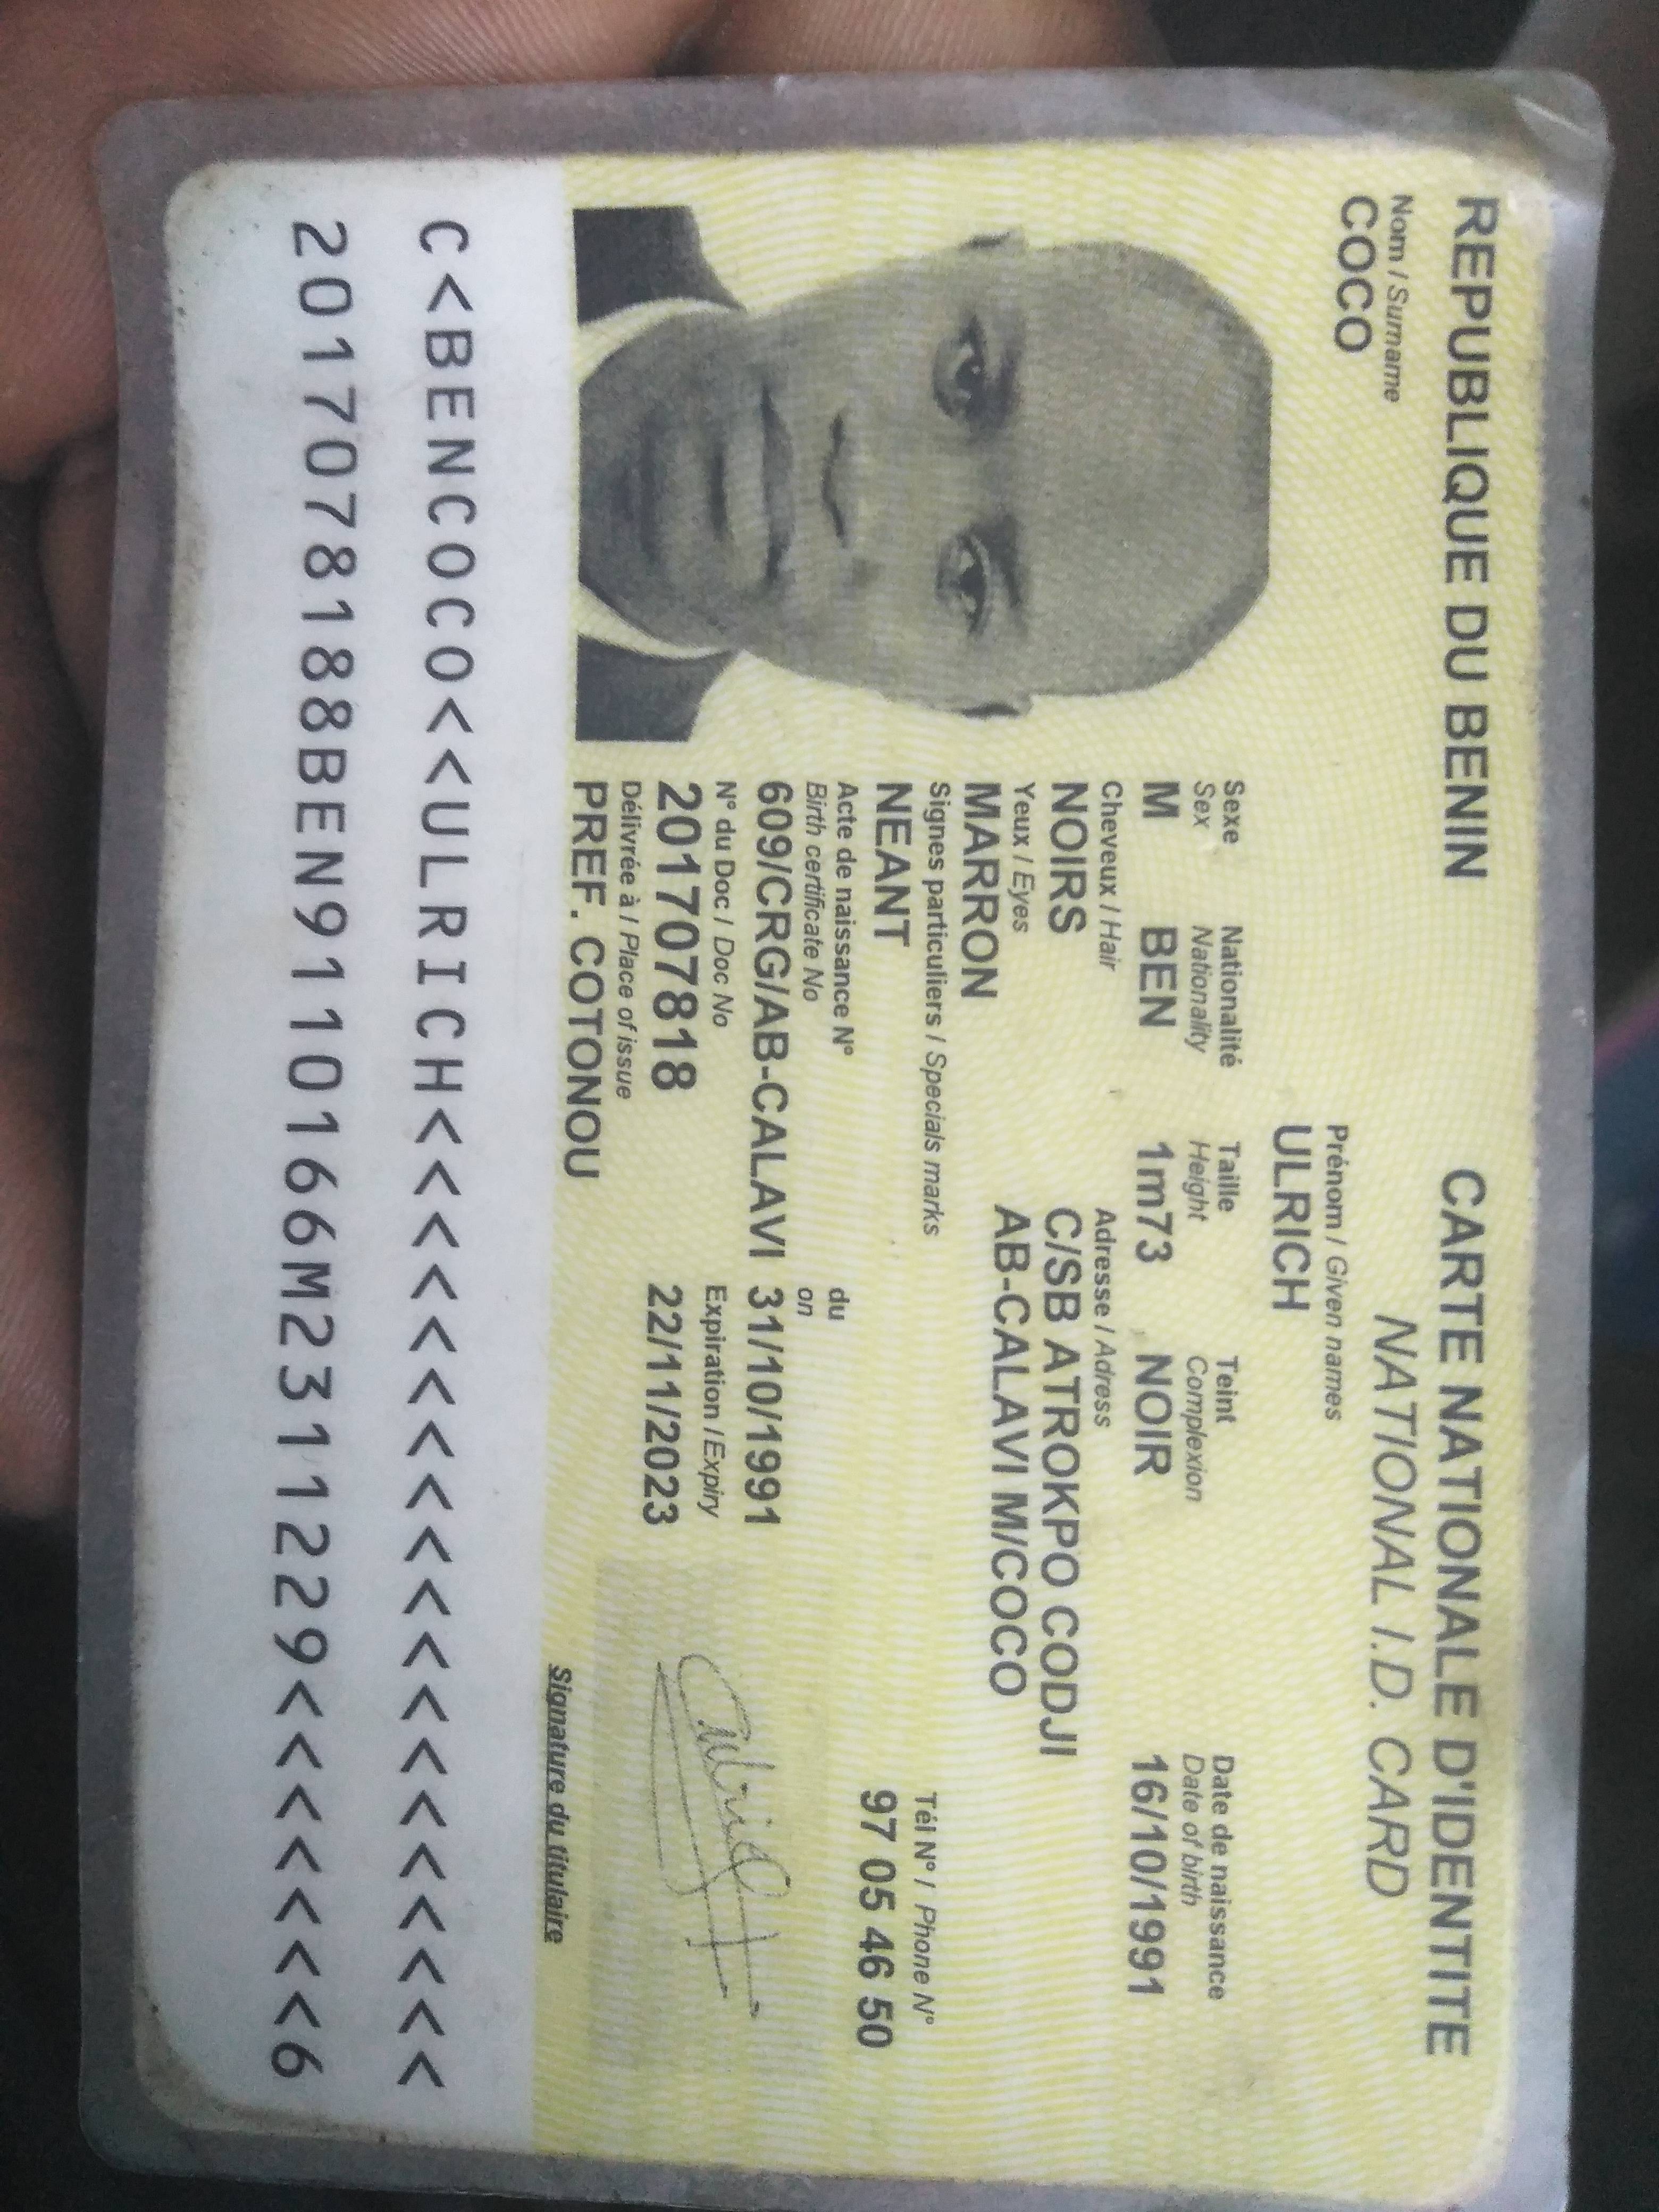 REPUBLIQUE DU BENIN CARTE NATIONALE D'IDENTITE
NATIONAL I.D. CARD
Nom / Surname
COCO
Prénom / Given names
ULRICH
Sexe Nationalité Taille Teint Date de naissance
Sex Nationality Height Complexion Date of birth
M BEN 1m73 NOIR 16/10/1991
Cheveux / Hair Adresse / Adress
NOIRS C/SB ATROKPO CODJI
Yeux / Eyes AB-CALAVI M/COCO
MARRON
Signes particuliers / Specials marks Tél N° / Phone N°
NEANT 97 05 46 50
Acte de naissance N° du
Birth certificate No on
609/CRG/AB-CALAVI 31/10/1991
N° du Doc / Doc No Expiration / Expiry
201707818 22/11/2023
Délivrée à / Place of issue
PREF. COTONOU
Signature du titulaire
C<BENCOCO<<ULRICH<<<<<<<<<<<<<
2017078188BEN9110166M2311229<<<<<<<6